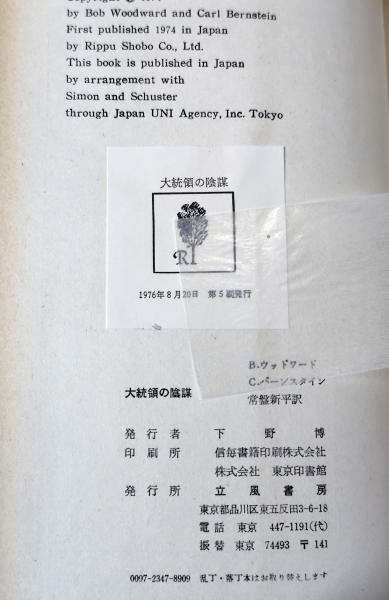 by Bob Woodward and Carl Bernstein
First published 1974 in Japan
by Rippu Shobo Co., Ltd.
This book is published in Japan
by arrangement with
Simon and Schuster
through Japan UNI Agency, Inc. Tokyo
大統領の陰謀
R
1976年8月20日 第5刷発行
B.ウッドワード
C.バーンスタイン
大統領の陰謀 常盤新平訳
発行者 下野博
印刷所 信毎書籍印刷株式会社
株式会社 東京印書館
発行所 立風書房
東京都品川区東五反田3-6-18
電話 東京 447-1191(代)
振替 東京 74493 〒141
0097-2347-8909 乱丁・落丁本はお取り替えします